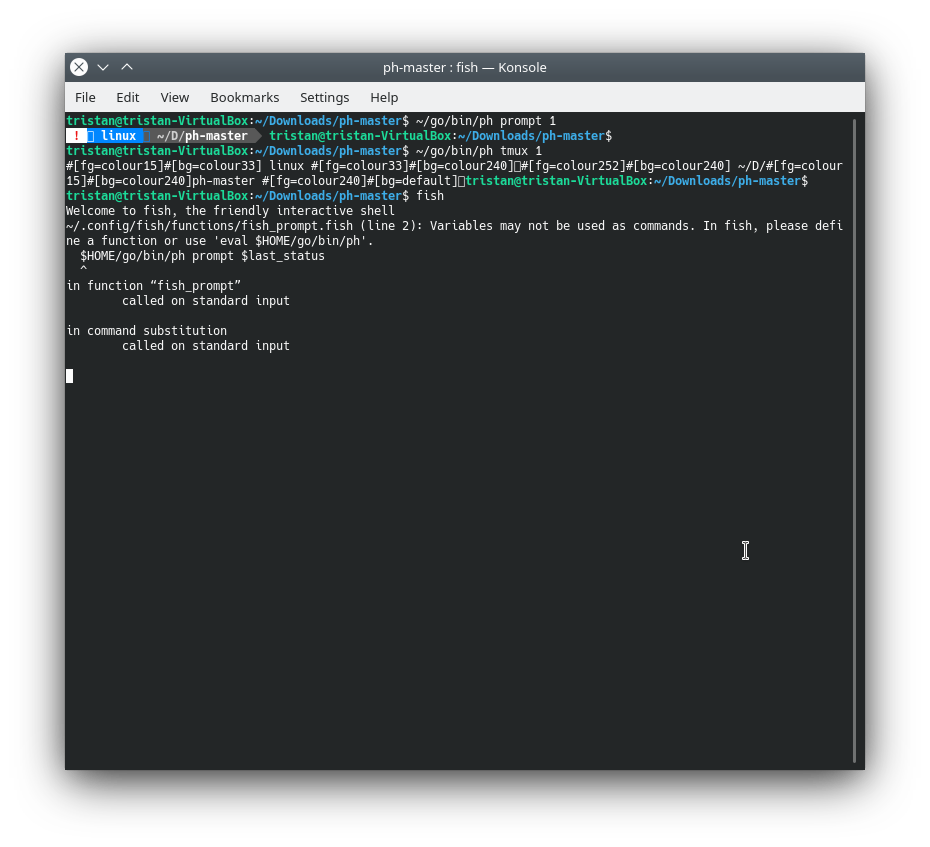 ph-master : fish — Konsole
File Edit View Bookmarks Settings Help
tristan@tristan-VirtualBox:~/Downloads/ph-master$ ~/go/bin/ph prompt 1
! linux ~/D/ph-master tristan@tristan-VirtualBox:~/Downloads/ph-master$
tristan@tristan-VirtualBox:~/Downloads/ph-master$ ~/go/bin/ph tmux 1
#[fg=colour15]#[bg=colour33] linux #[fg=colour33]#[bg=colour240]▯#[fg=colour252]#[bg=colour240] ~/D/#[fg=colour
15]#[bg=colour240]ph-master #[fg=colour240]#[bg=default]▯tristan@tristan-VirtualBox:~/Downloads/ph-master$
tristan@tristan-VirtualBox:~/Downloads/ph-master$ fish
Welcome to fish, the friendly interactive shell
~/.config/fish/functions/fish_prompt.fish (line 2): Variables may not be used as commands. In fish, please defi
ne a function or use 'eval $HOME/go/bin/ph'.
$HOME/go/bin/ph prompt $last_status
^
in function “fish_prompt”
called on standard input
in command substitution
called on standard input